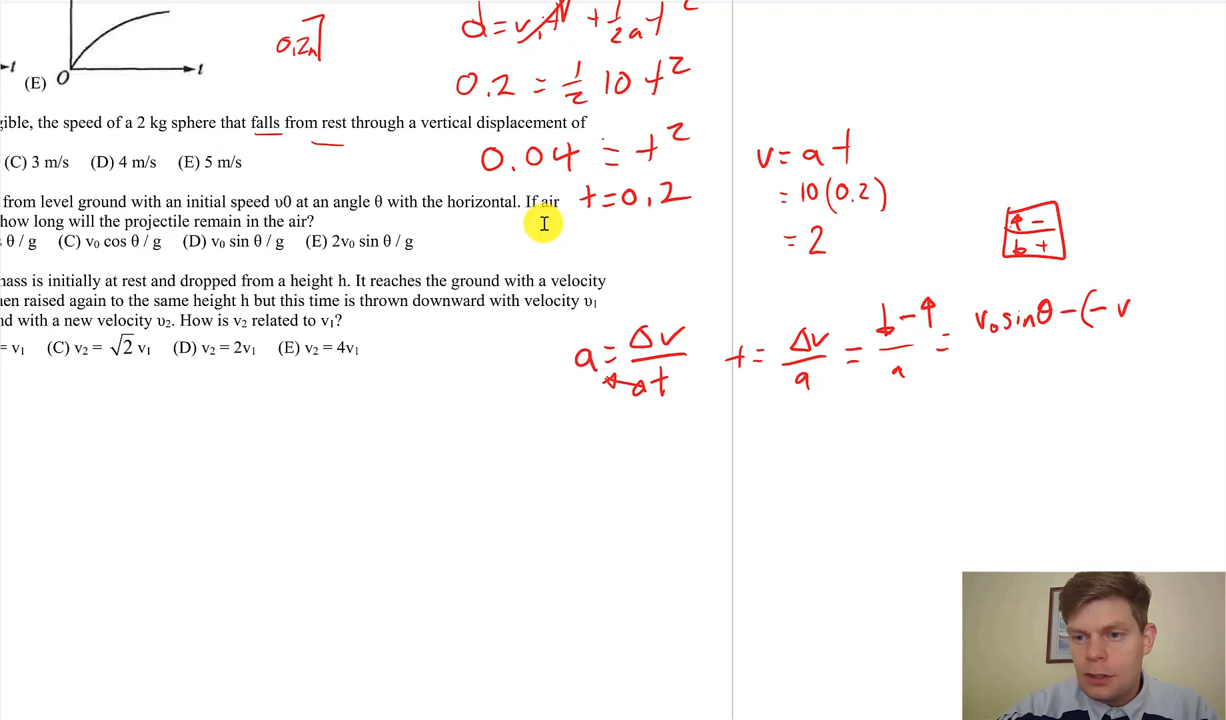 t
O
t
(E)
0.2m
d = v₁t + 1/2 a t²
0.2 = 1/2 10 t²
gible, the speed of a 2 kg sphere that falls from rest through a vertical displacement of
(C) 3 m/s (D) 4 m/s (E) 5 m/s
0.04 = t²
t = 0.2
v = a t
= 10(0.2)
= 2
↑ −
↓ +
from level ground with an initial speed υ0 at an angle θ with the horizontal. If air
how long will the projectile remain in the air?
θ / g (C) v₀ cos θ / g (D) v₀ sin θ / g (E) 2v₀ sin θ / g
nass is initially at rest and dropped from a height h. It reaches the ground with a velocity
en raised again to the same height h but this time is thrown downward with velocity υ₁
nd with a new velocity υ₂. How is v₂ related to v₁?
= v₁ (C) v₂ = √2 v₁ (D) v₂ = 2v₁ (E) v₂ = 4v₁
a = Δv/Δt
t = Δv/a = ↓−↑/a = v₀sinθ − (− v